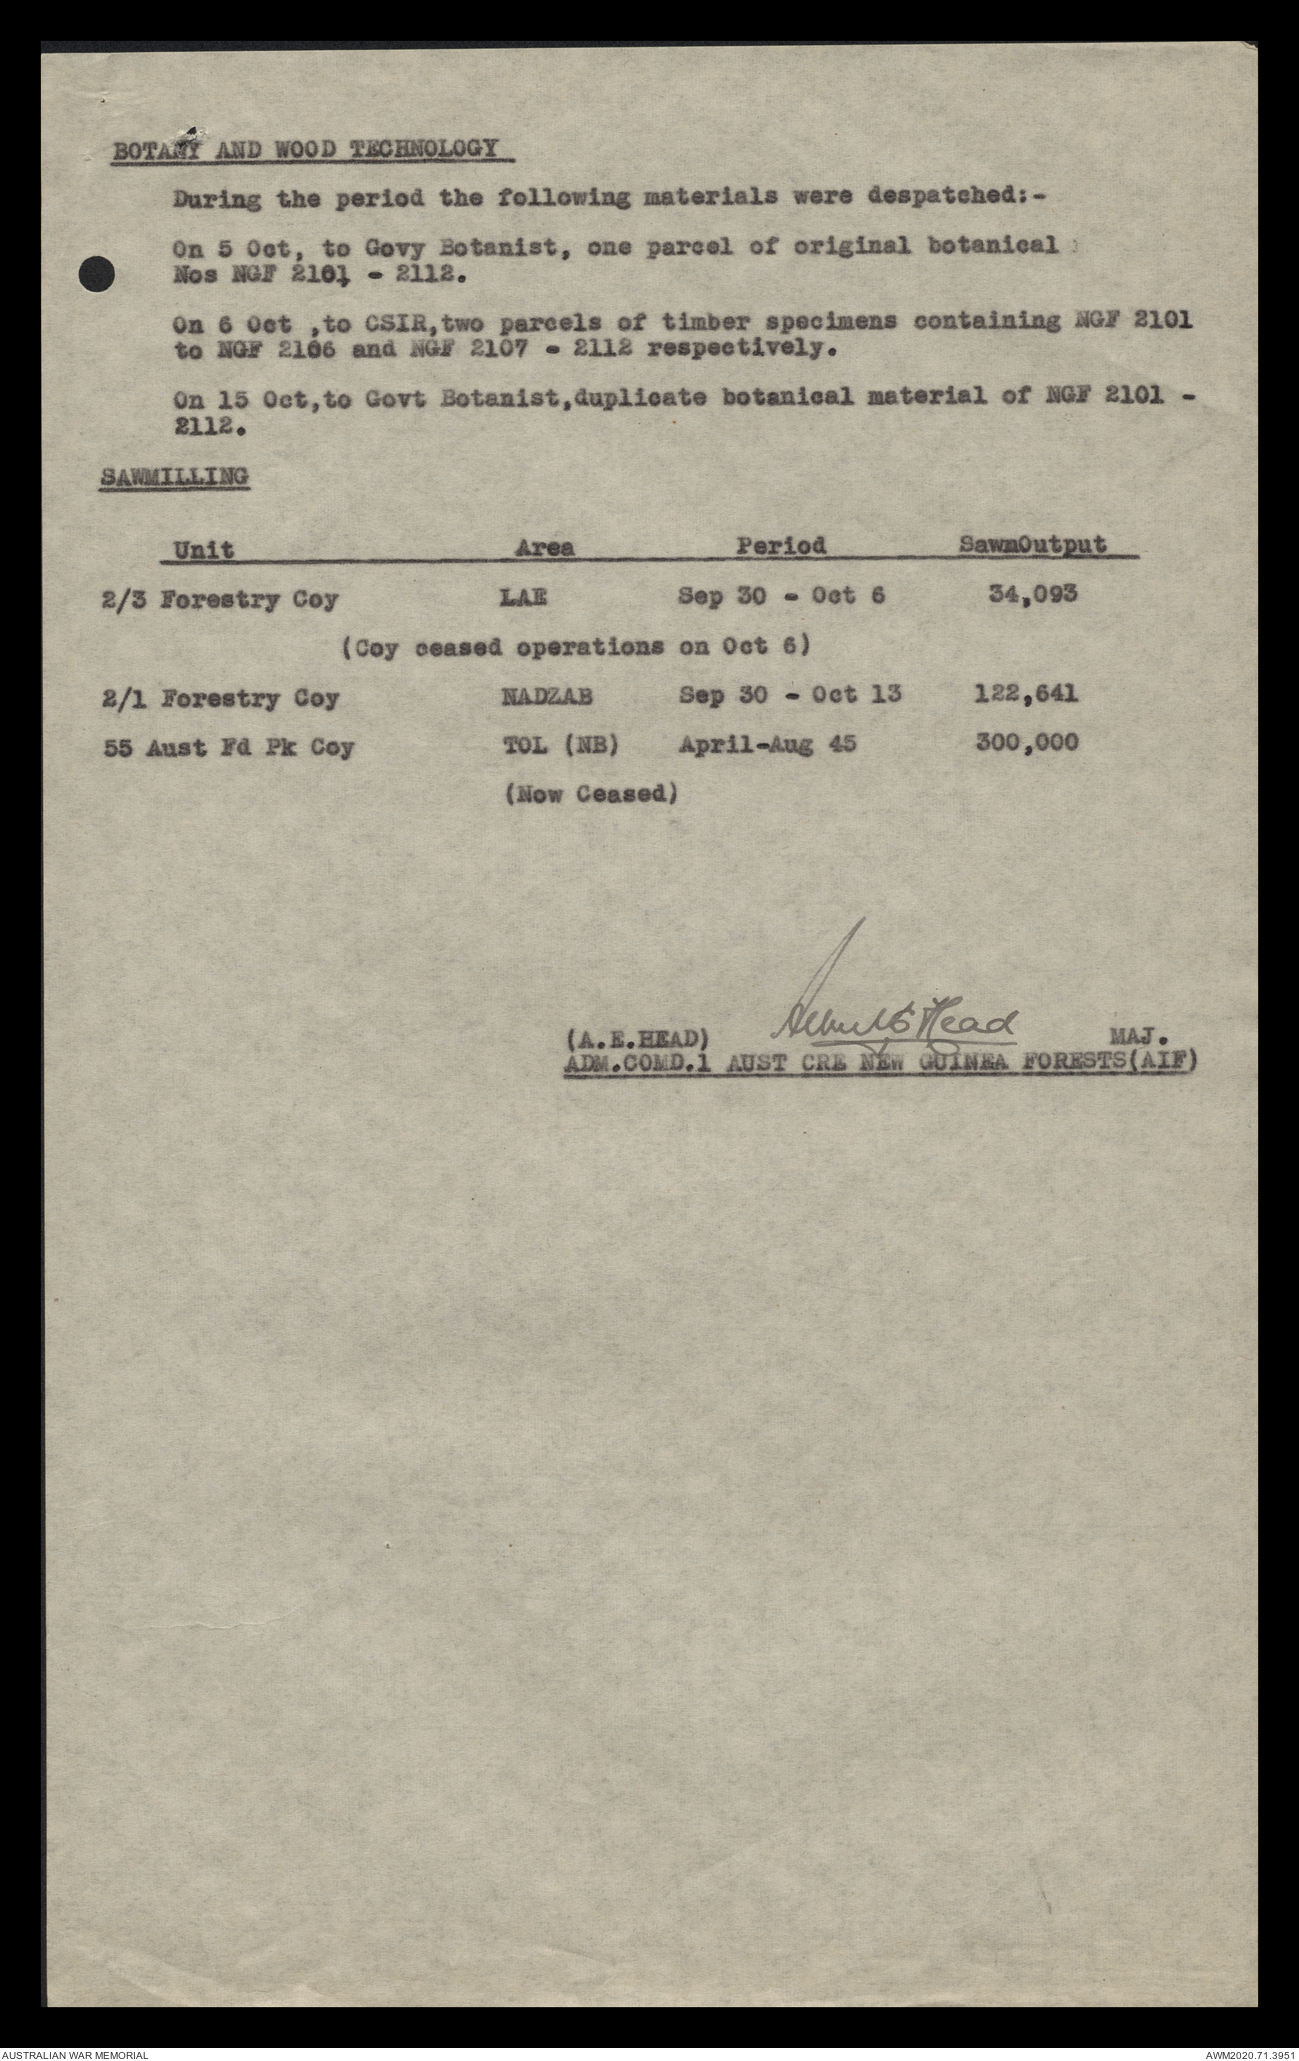 BOTANY AND WOOD TECHNOLOGY
During the period the following materials were despatched:-
On 5 Oct, to Govy Botanist, one parcel of original botanical
Nos NGF 2101 - 2112.
On 6 Oct ,to CSIR,two parcels of timber specimens containing NGF 2101
to NGF 2106 and NGF 2107 - 2112 respectively.
On 15 Oct,to Govt Botanist,duplicate botanical material of NGF 2101 -
2112.
SAWMILLING
Unit Area Period SawmOutput
2/3 Forestry Coy LAE Sep 30 - Oct 6 34,093
(Coy ceased operations on Oct 6)
2/1 Forestry Coy NADZAB Sep 30 - Oct 13 122,641
55 Aust Fd Pk Coy TOL (NB) April-Aug 45 300,000
(Now Ceased)
(A.E.HEAD) Albert E Head MAJ.
ADM.COMD.1 AUST CRE NEW GUINEA FORESTS(AIF)
AUSTRALIAN WAR MEMORIAL AWM2020.71.3951